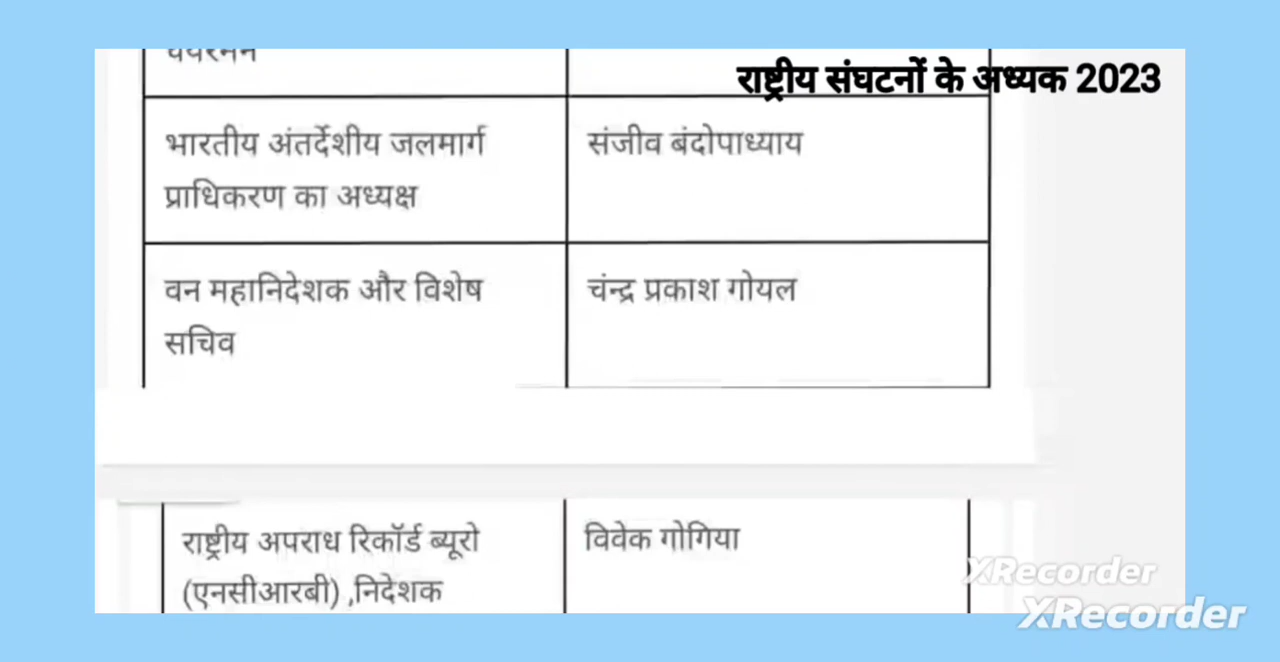 राष्ट्रीय संघटनों के अध्यक 2023
भारतीय अंतर्देशीय जलमार्ग
प्राधिकरण का अध्यक्ष
संजीव बंदोपाध्याय
वन महानिदेशक और विशेष
सचिव
चंन्द्र प्रकाश गोयल
राष्ट्रीय अपराध रिकॉर्ड ब्यूरो
(एनसीआरबी) ,निदेशक
विवेक गोगिया
XRecorder
XRecorder